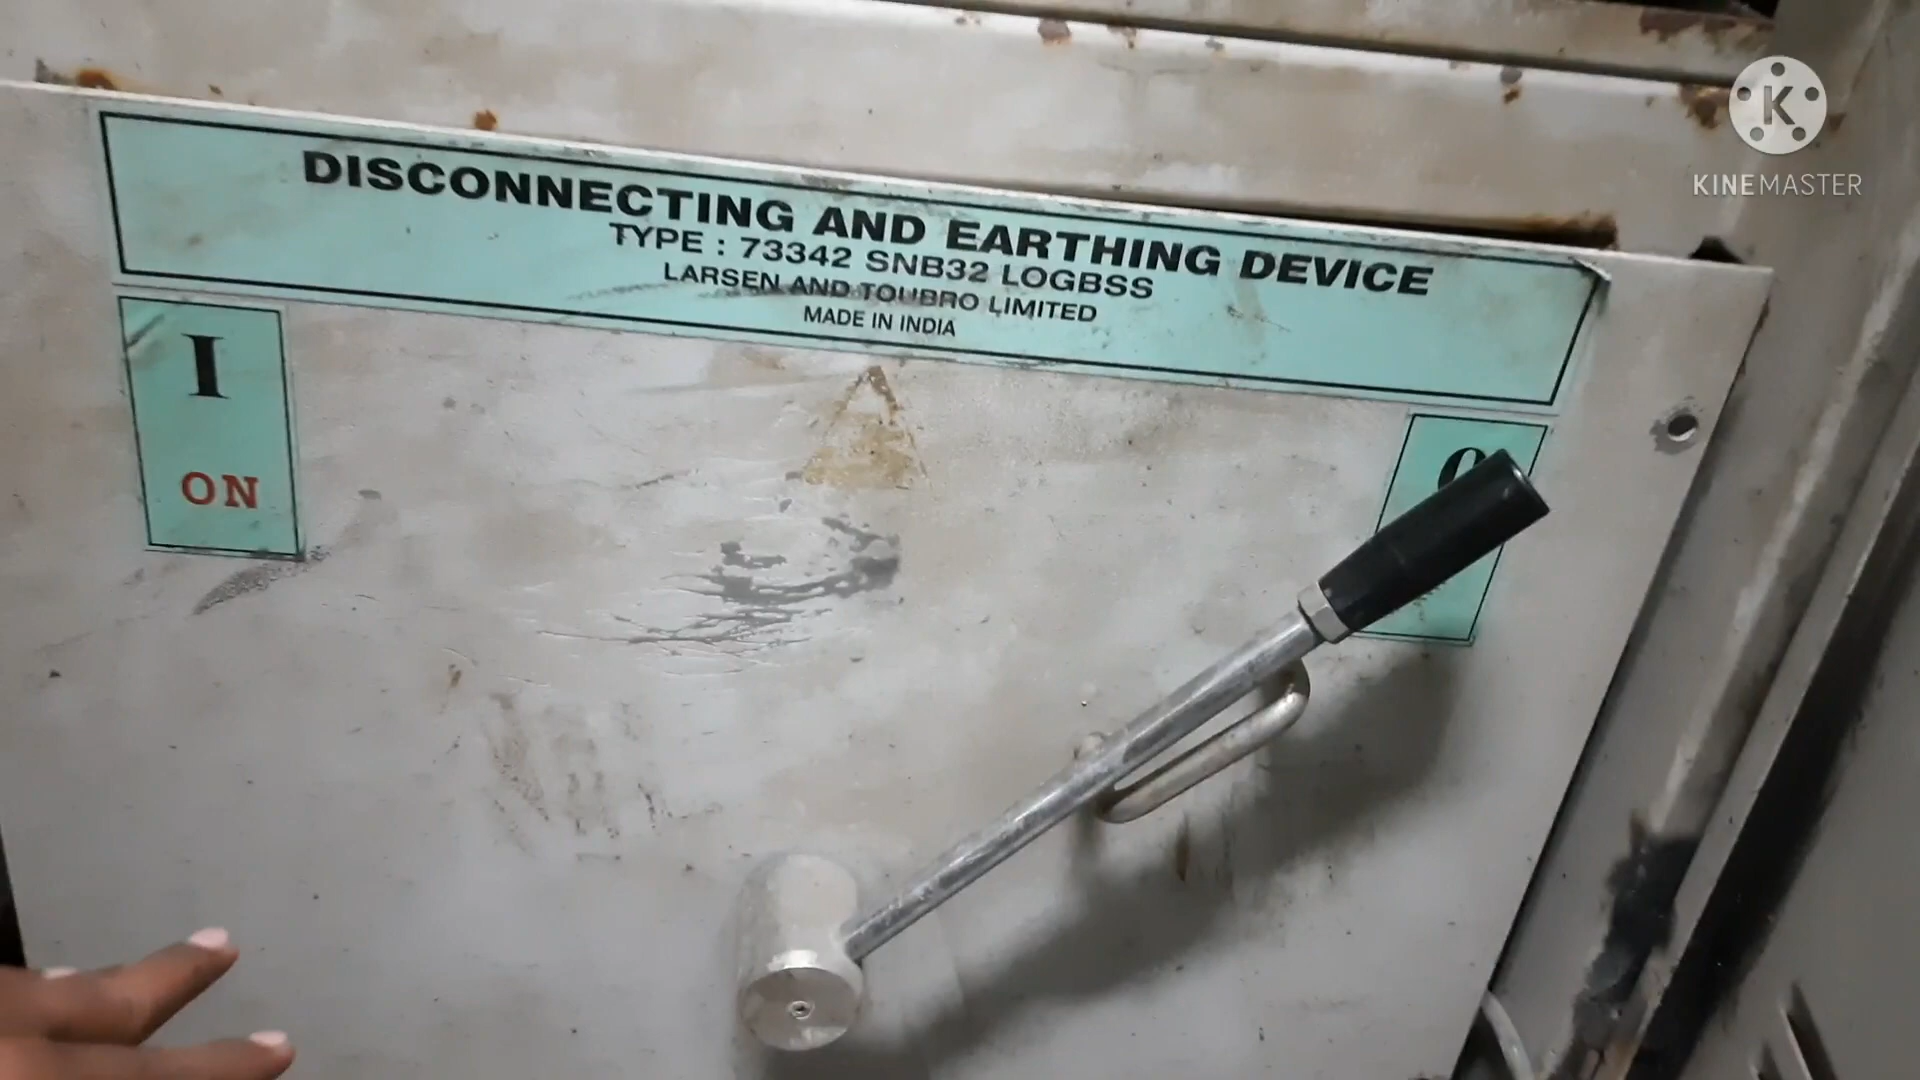 K
KINEMASTER
DISCONNECTING AND EARTHING DEVICE
TYPE : 73342 SNB32 LOGBSS
LARSEN AND TOUBRO LIMITED
MADE IN INDIA
I
ON